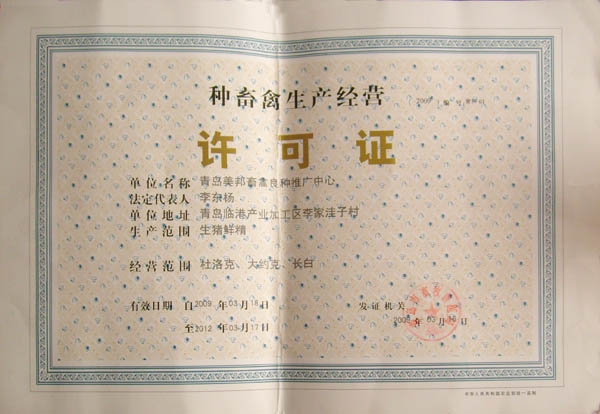 种畜禽生产经营
许可证
单位名称 青岛美邦畜禽良种推广中心
法定代表人 李东杨
单位地址 青岛临港产业加工区李家洼子村
生产范围 生猪鲜精
经营范围 杜洛克、大约克、长白
有效日期 自2009年03月18日
至2012年03月17日
发证机关
2009年03月18日